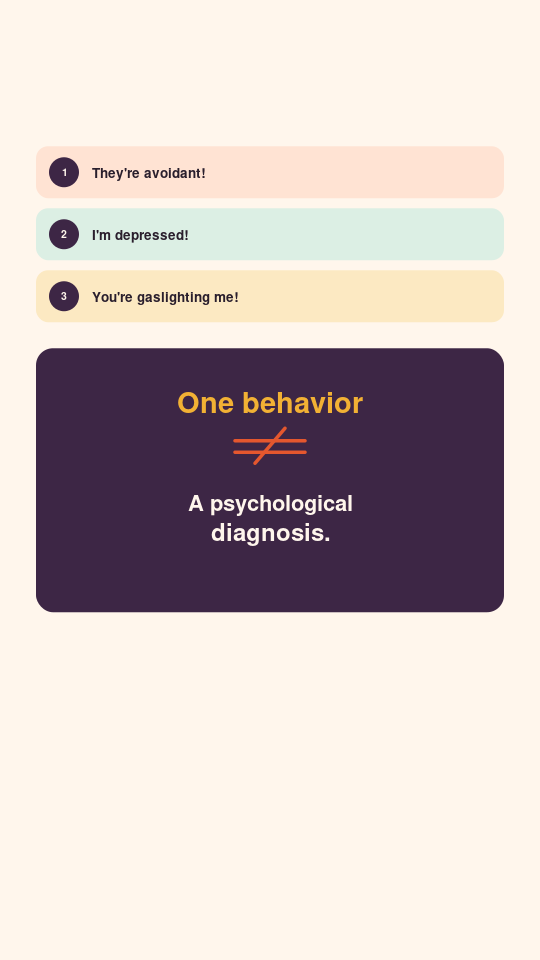 1 They're avoidant!
2 I'm depressed!
3 You're gaslighting me!
One behavior
≠
A psychological
diagnosis.